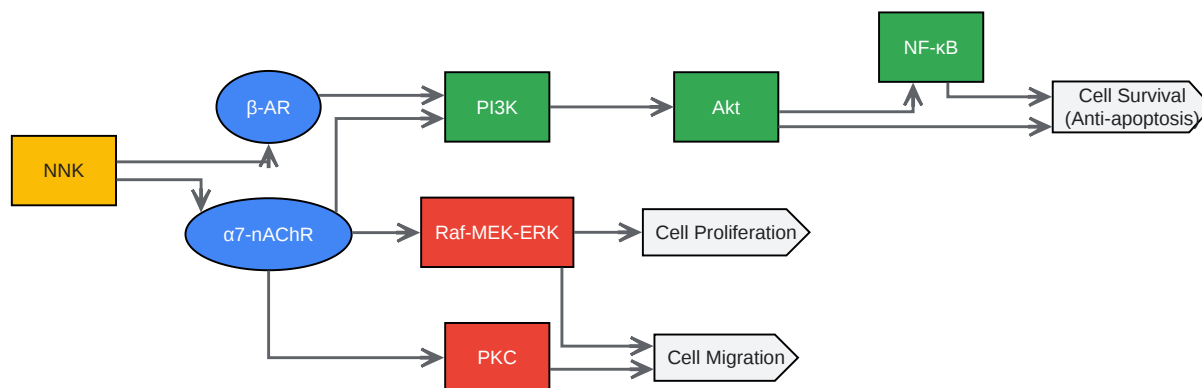 NF-κB
β-AR
PI3K
Akt
Cell Survival
(Anti-apoptosis)
NNK
α7-nAChR
Raf-MEK-ERK
Cell Proliferation
PKC
Cell Migration